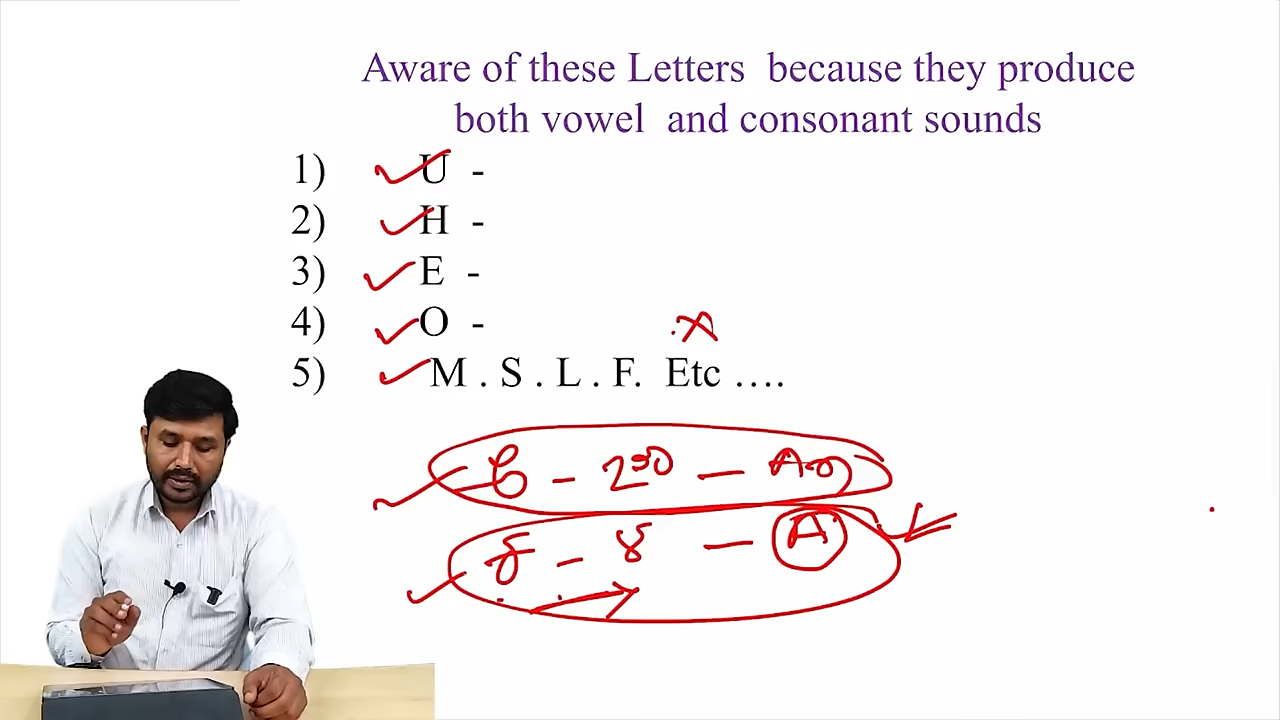 Aware of these Letters because they produce
both vowel and consonant sounds
1) U -
2) H -
3) E -
4) O -
A
5) M . S . L . F. Etc ....
A